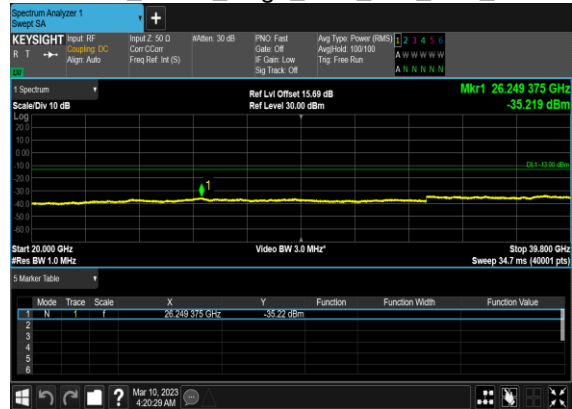 Spectrum Analyzer 1
Swept SA
+
KEYSIGHT
R T
Input: RF
Coupling: DC
Align: Auto
Input Z: 50 Ω
Corr CCorr
Freq Ref: Int (S)
#Atten: 30 dB
PNO: Fast
Gate: Off
IF Gain: Low
Sig Track: Off
Avg Type: Power (RMS)
Avg|Hold: 100/100
Trig: Free Run
1 2 3 4 5 6
A W W W W W
A N N N N N
1 Spectrum
Scale/Div 10 dB
Ref Lvl Offset 15.69 dB
Ref Level 30.00 dBm
Mkr1 26.249 375 GHz
-35.219 dBm
Log
20.0
10.0
0.00
-10.0
-20.0
-30.0
-40.0
-50.0
-60.0
1
DL1 -13.00 dBm
Start 20.000 GHz
#Res BW 1.0 MHz
Video BW 3.0 MHz*
Stop 39.800 GHz
Sweep 34.7 ms (40001 pts)
5 Marker Table
Mode Trace Scale X Y Function Function Width Function Value
1 N 1 f 26.249 375 GHz -35.22 dBm
2
3
4
5
6
? Mar 10, 2023
4:20:29 AM